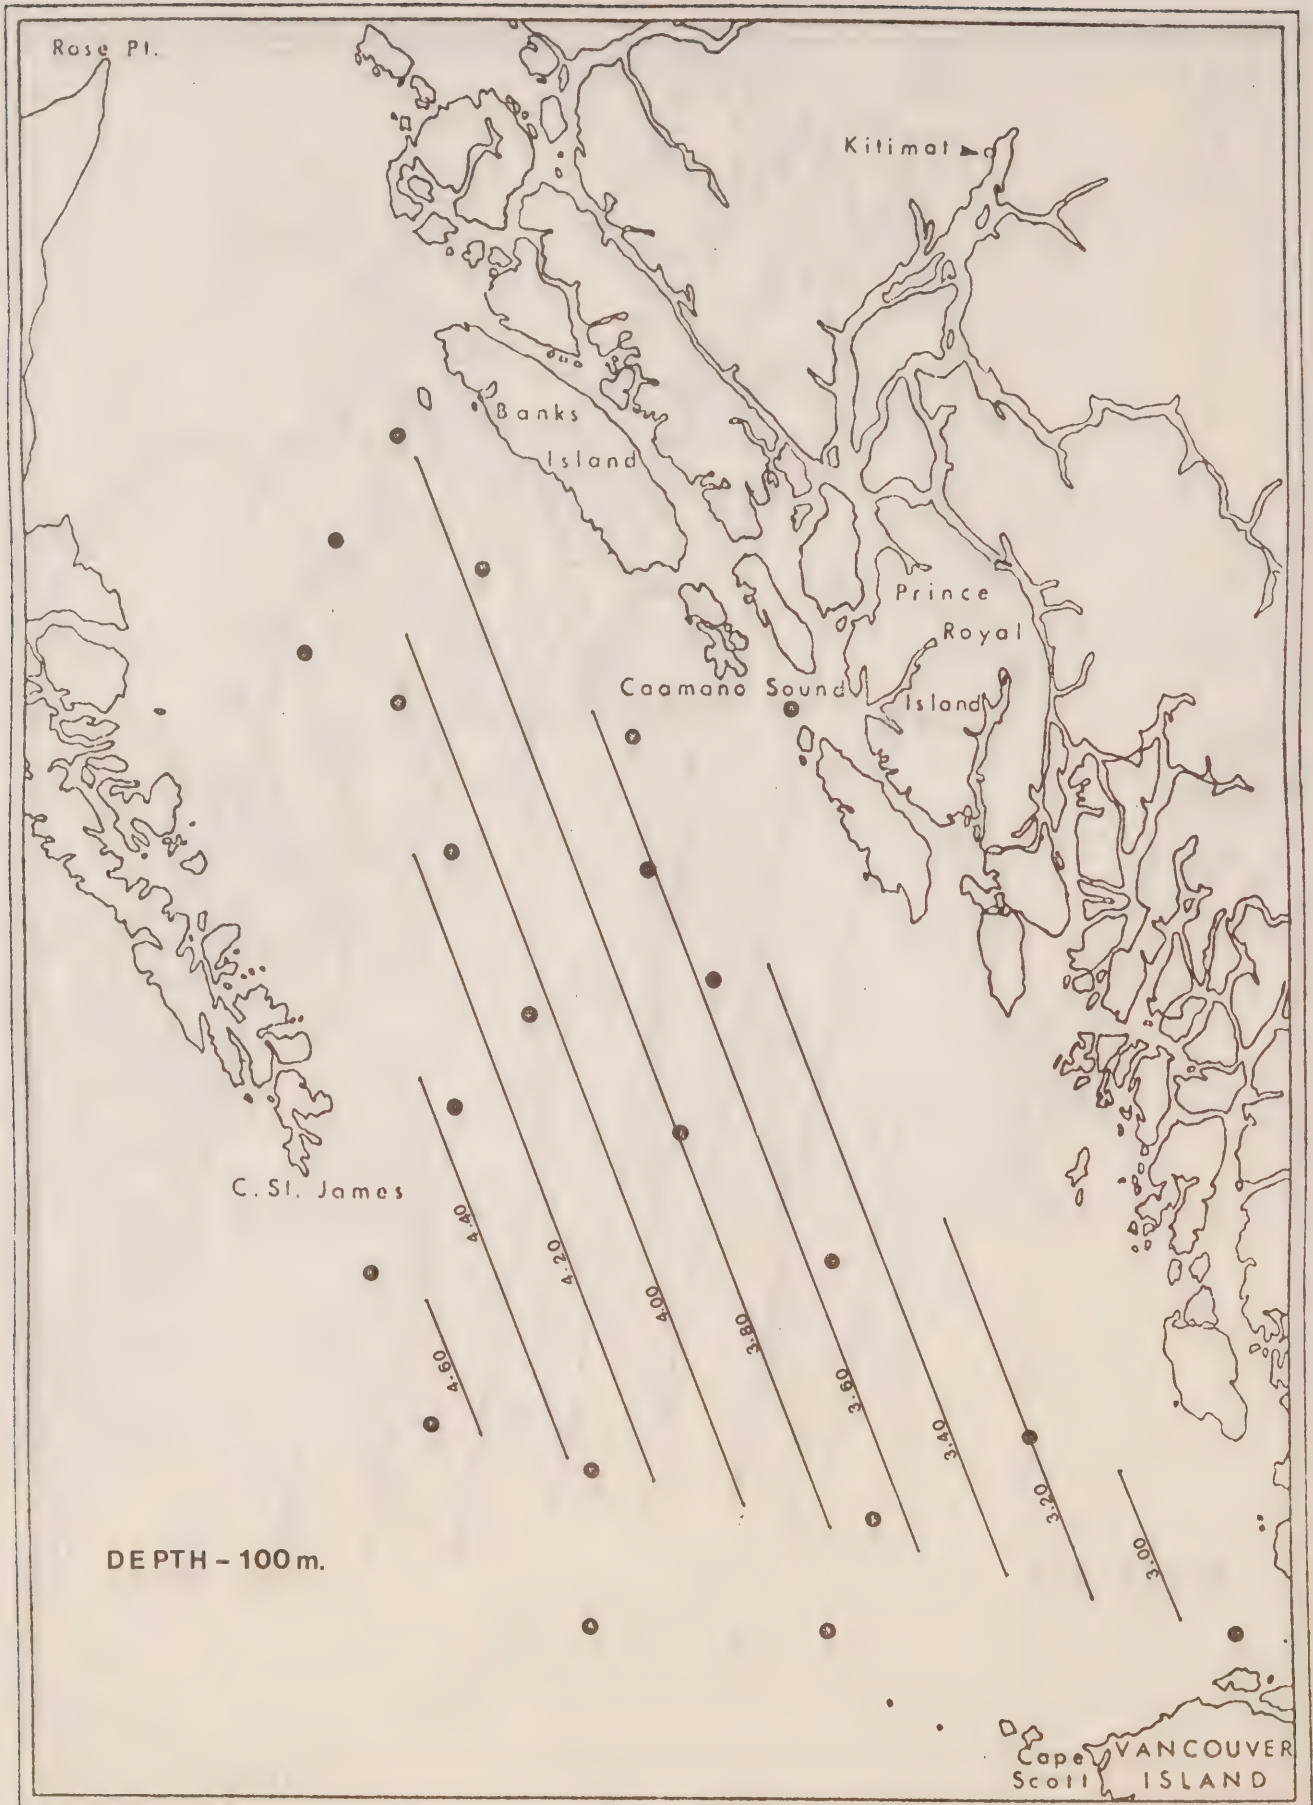 Rose Pt.
Kitimat
Banks
Island
Prince
Royal
Island
Caamano Sound
C. St. James
4.40
4.20
4.00
3.80
4.60
3.60
3.40
3.20
3.00
DEPTH – 100 m.
Cape
Scott
VANCOUVER
ISLAND